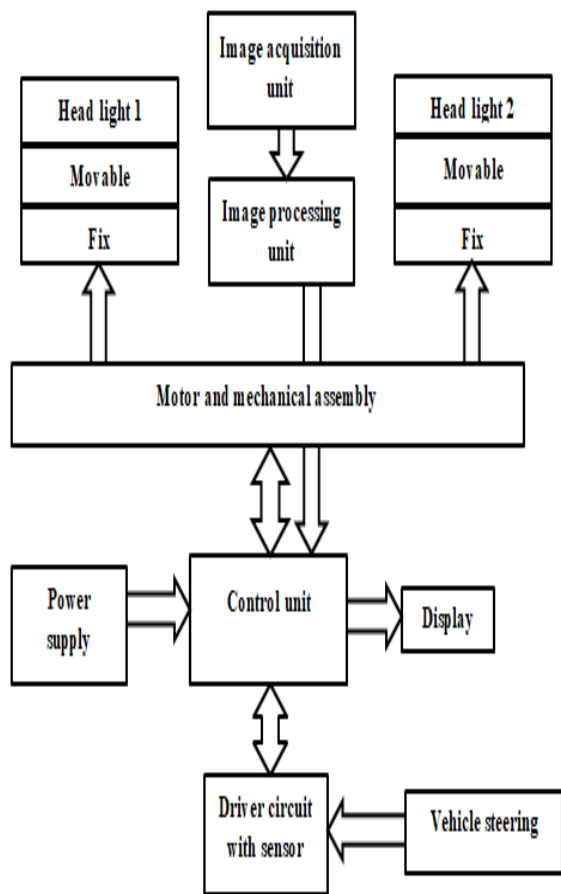 Image acquisition
unit
Head light 1
Movable
Fix
Head light 2
Movable
Fix
Image processing
unit
Motor and mechanical assembly
Power
supply
Control unit
Display
Driver circuit
with sensor
Vehicle steering